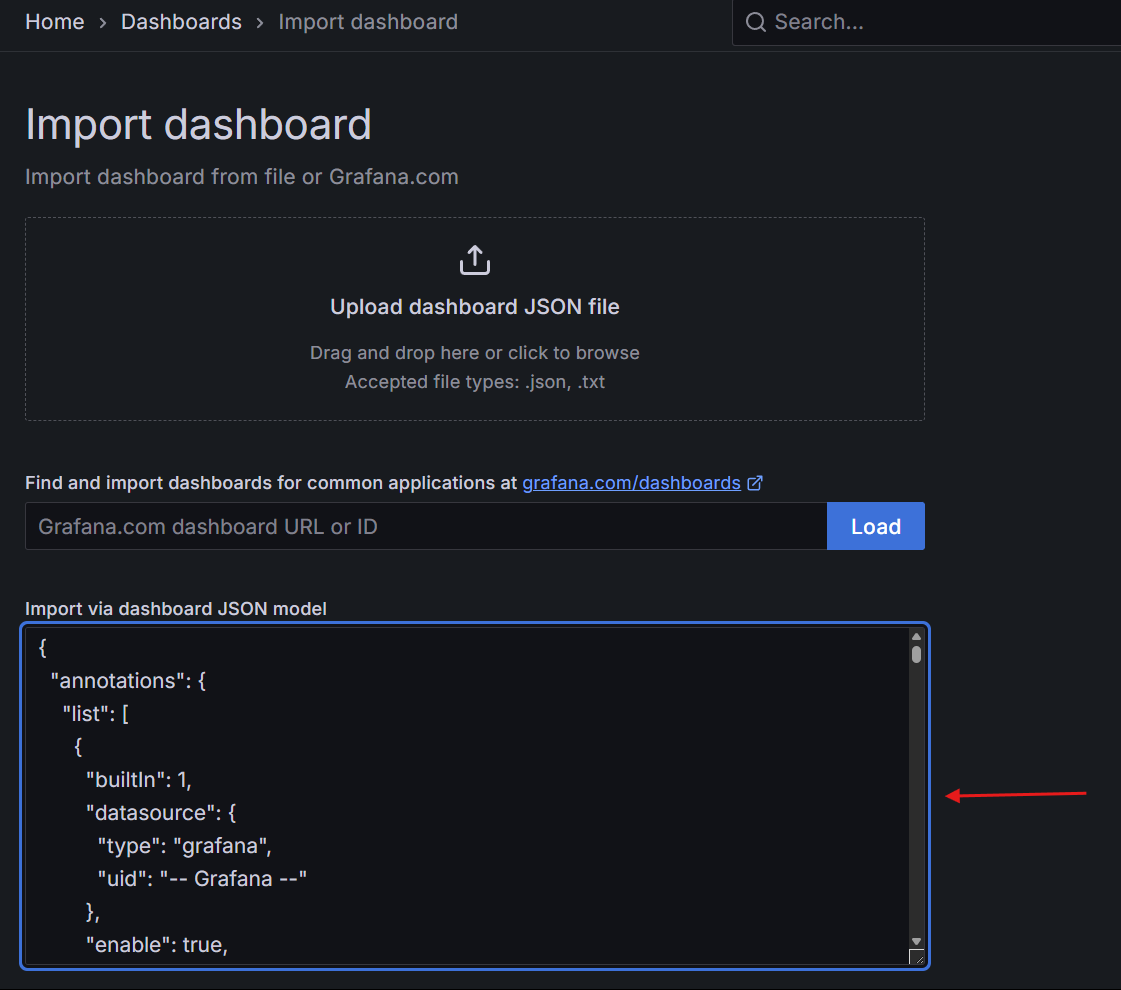 Home > Dashboards > Import dashboard
Search...
Import dashboard
Import dashboard from file or Grafana.com
Upload dashboard JSON file
Drag and drop here or click to browse
Accepted file types: .json, .txt
Find and import dashboards for common applications at grafana.com/dashboards
Grafana.com dashboard URL or ID
Load
Import via dashboard JSON model
{
"annotations": {
"list": [
{
"builtIn": 1,
"datasource": {
"type": "grafana",
"uid": "-- Grafana --"
},
"enable": true,